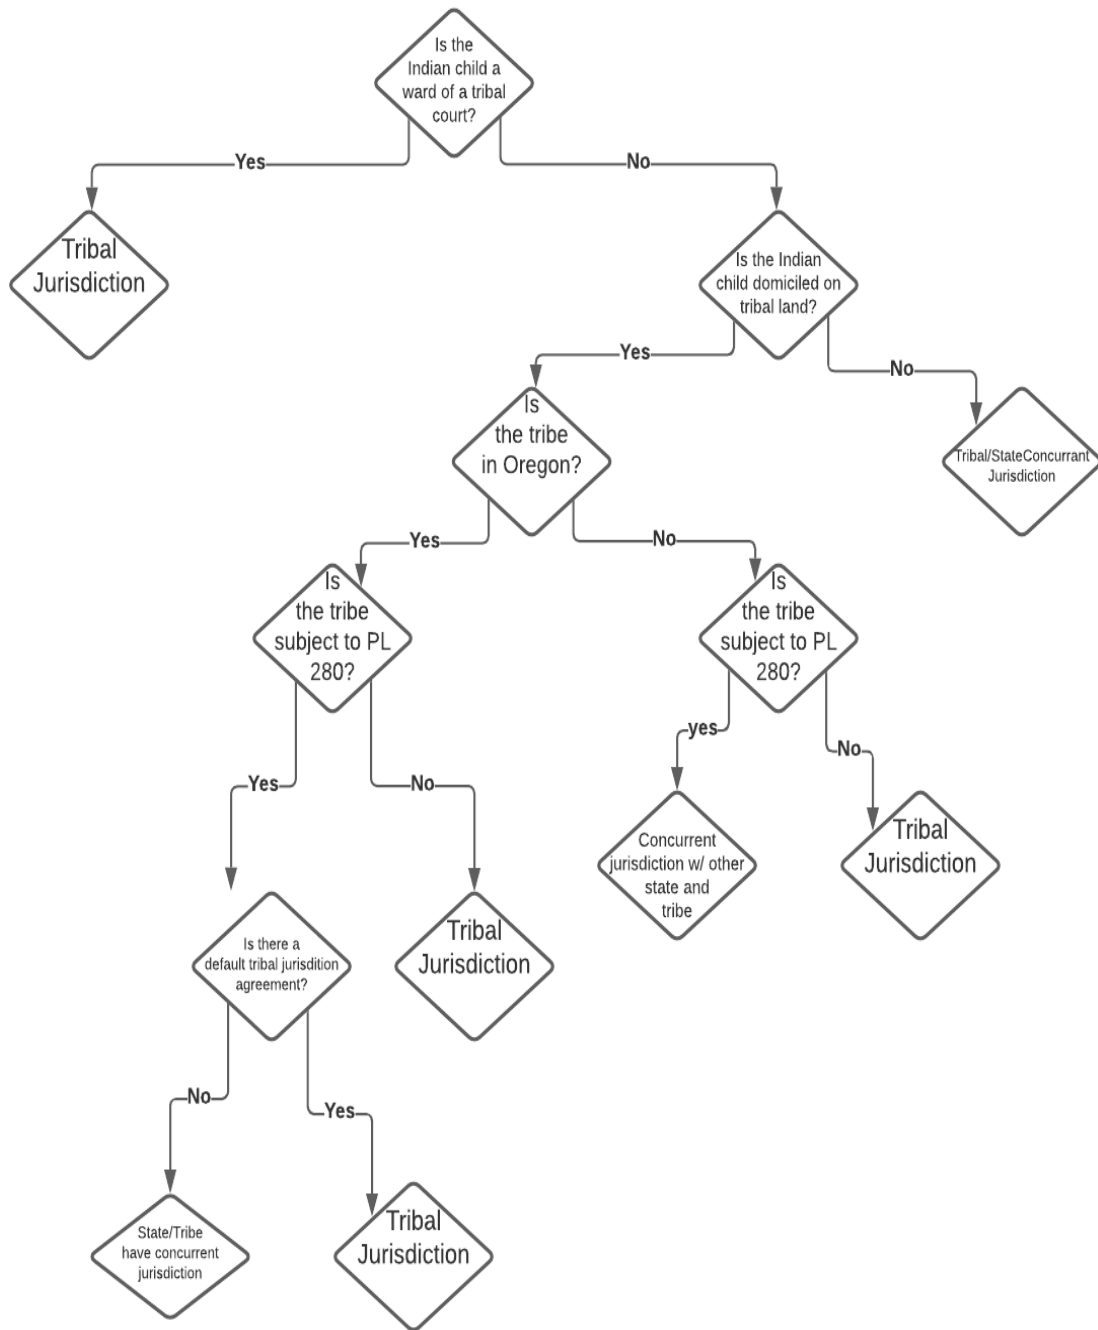 Is the
Indian child a
ward of a tribal
court?
Yes
No
Tribal
Jurisdiction
Is the Indian
child domiciled on
tribal land?
Yes
No
Is
the tribe
in Oregon?
Tribal/StateConcurrant
Jurisdiction
Yes
No
Is
the tribe
subject to PL
280?
Is
the tribe
subject to PL
280?
yes
No
Yes
No
Concurrent
jurisdiction w/ other
state and
tribe
Tribal
Jurisdiction
Is there a
default tribal jurisdition
agreement?
Tribal
Jurisdiction
No
Yes
State/Tribe
have concurrent
jurisdiction
Tribal
Jurisdiction